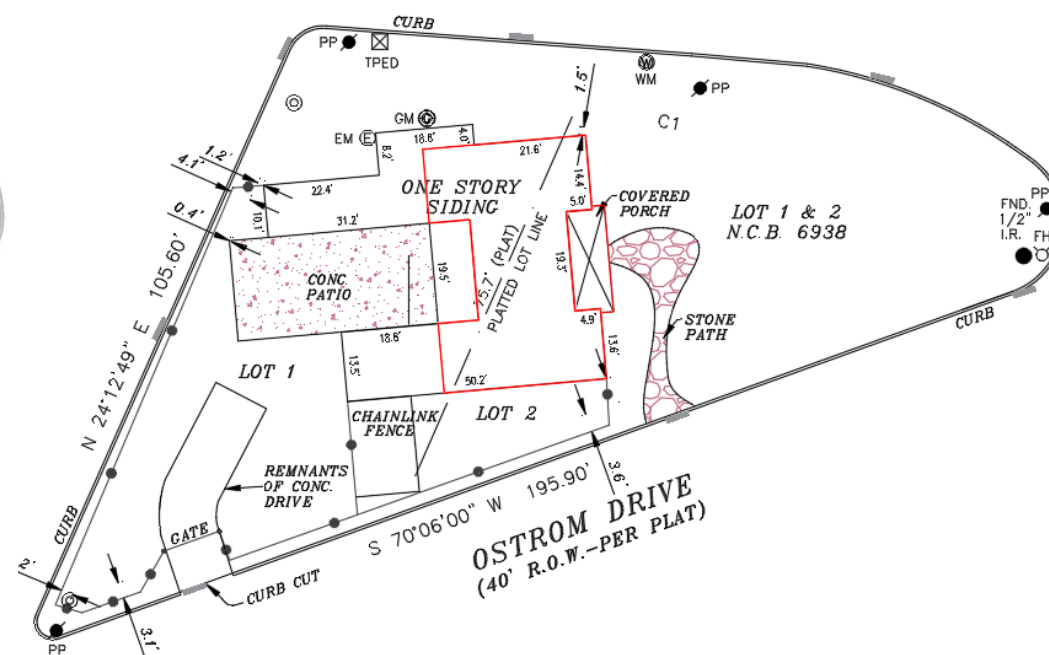 CURB
PP
TPED
WM
PP
C1
1.5'
GM
G
EM
E
W
18.8'
4.0'
8.2'
21.6'
14.4'
1.2'
4.1'
22.4'
ONE STORY
SIDING
5.0'
COVERED
PORCH
LOT 1 & 2
N.C.B. 6938
PP
FND.
1/2"
I.R.
FH
0.4'
10.1'
31.2'
19.5'
75.7' (PLAT)
PLATTED LOT LINE
19.3'
CONC.
PATIO
4.9'
STONE
PATH
CURB
N 24°12'49" E 105.60'
18.6'
13.5'
13.6'
LOT 1
50.2'
CHAINLINK
FENCE
LOT 2
REMNANTS
OF CONC.
DRIVE
3.6'
CURB
GATE
S 70°06'00" W 195.90'
OSTROM DRIVE
(40' R.O.W.-PER PLAT)
2'
CURB CUT
3.1'
PP